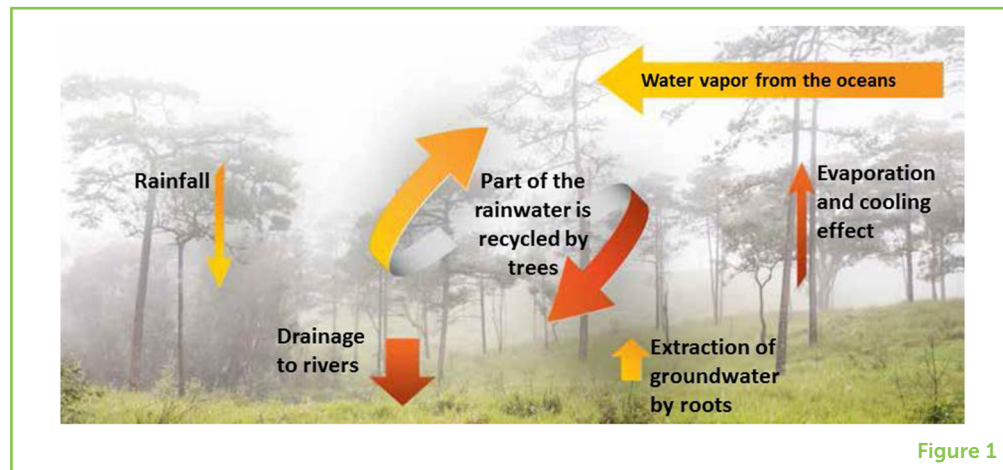 Water vapor from the oceans
Rainfall
Part of the
rainwater is
recycled by
trees
Evaporation
and cooling
effect
Drainage
to rivers
Extraction of
groundwater
by roots
Figure 1